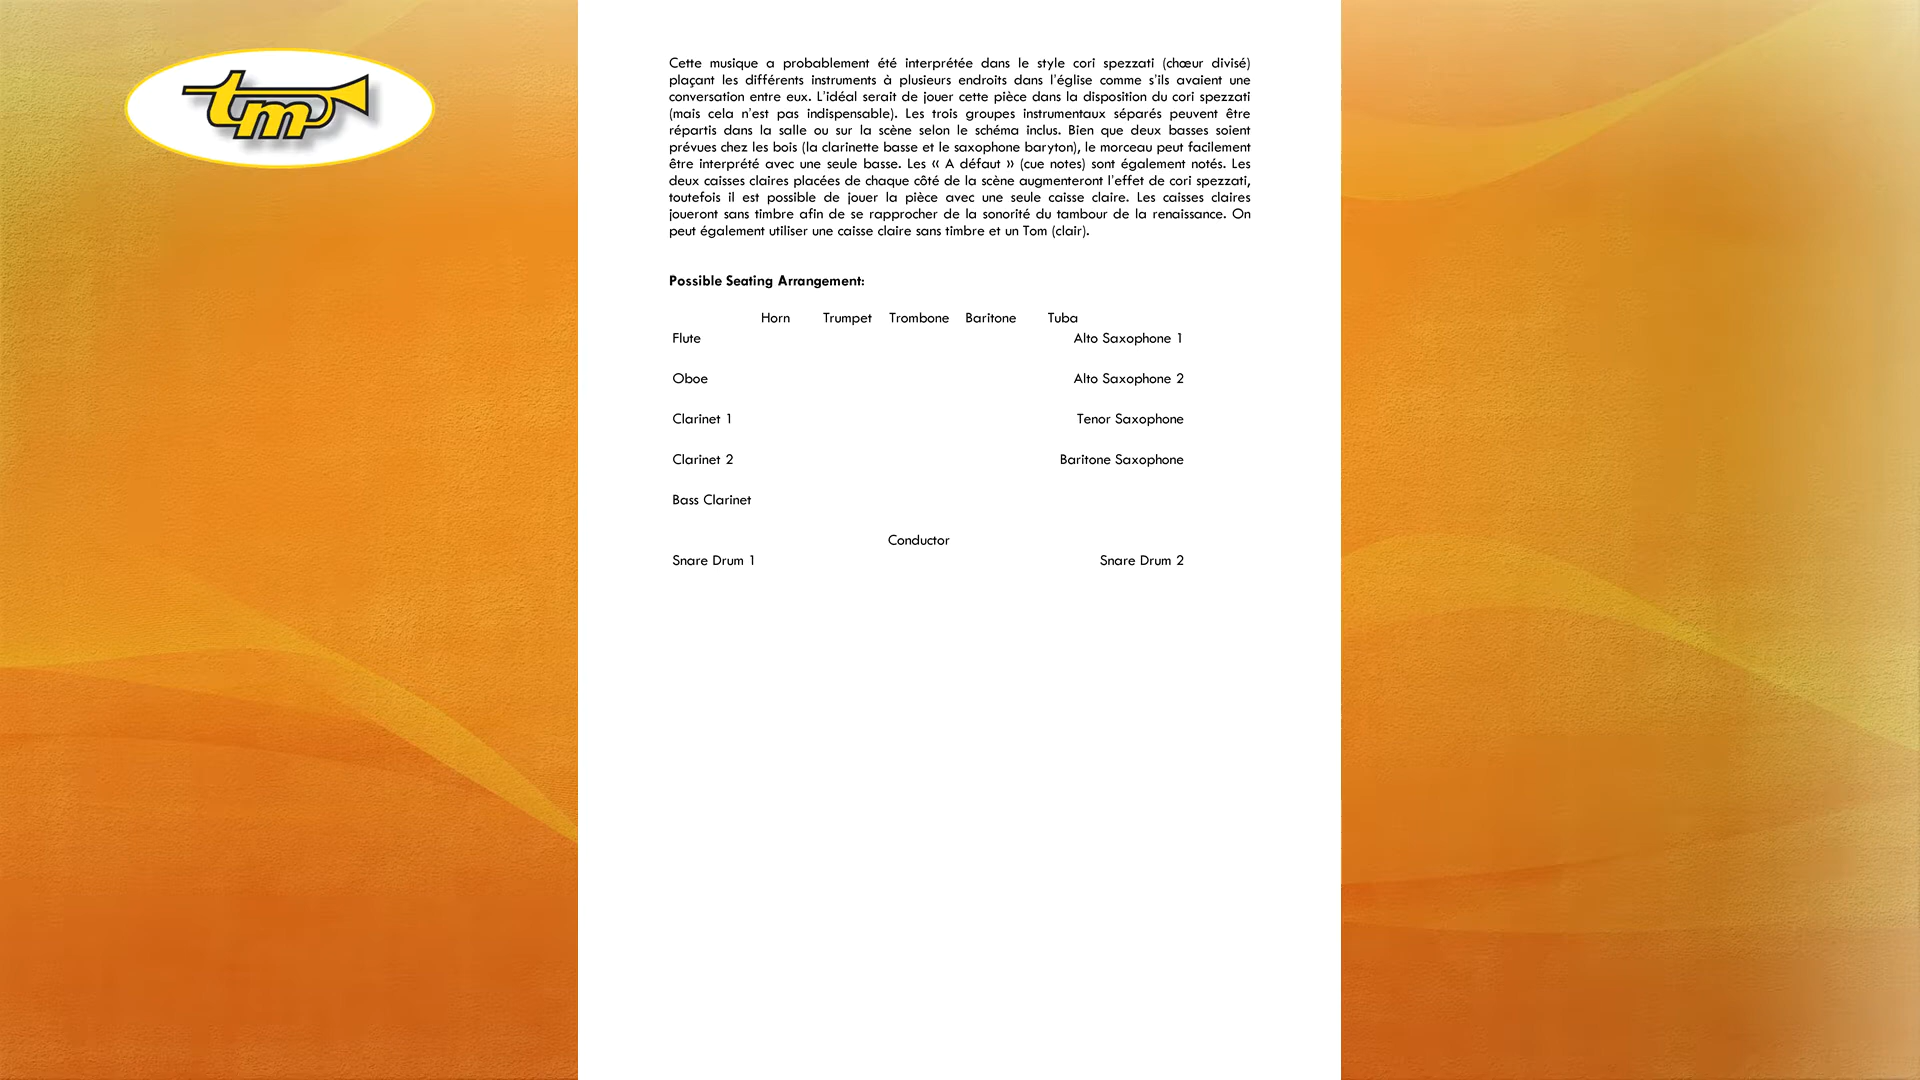 tm
Cette musique a probablement été interprétée dans le style cori spezzati (chœur divisé)
plaçant les différents instruments à plusieurs endroits dans l'église comme s'ils avaient une
conversation entre eux. L'idéal serait de jouer cette pièce dans la disposition du cori spezzati
(mais cela n'est pas indispensable). Les trois groupes instrumentaux séparés peuvent être
répartis dans la salle ou sur la scène selon le schéma inclus. Bien que deux basses soient
prévues chez les bois (la clarinette basse et le saxophone baryton), le morceau peut facilement
être interprété avec une seule basse. Les « A défaut » (cue notes) sont également notés. Les
deux caisses claires placées de chaque côté de la scène augmenteront l'effet de cori spezzati,
toutefois il est possible de jouer la pièce avec une seule caisse claire. Les caisses claires
joueront sans timbre afin de se rapprocher de la sonorité du tambour de la renaissance. On
peut également utiliser une caisse claire sans timbre et un Tom (clair).
Possible Seating Arrangement:
Horn Trumpet Trombone Baritone Tuba
Flute Alto Saxophone 1
Oboe Alto Saxophone 2
Clarinet 1 Tenor Saxophone
Clarinet 2 Baritone Saxophone
Bass Clarinet
Conductor
Snare Drum 1 Snare Drum 2